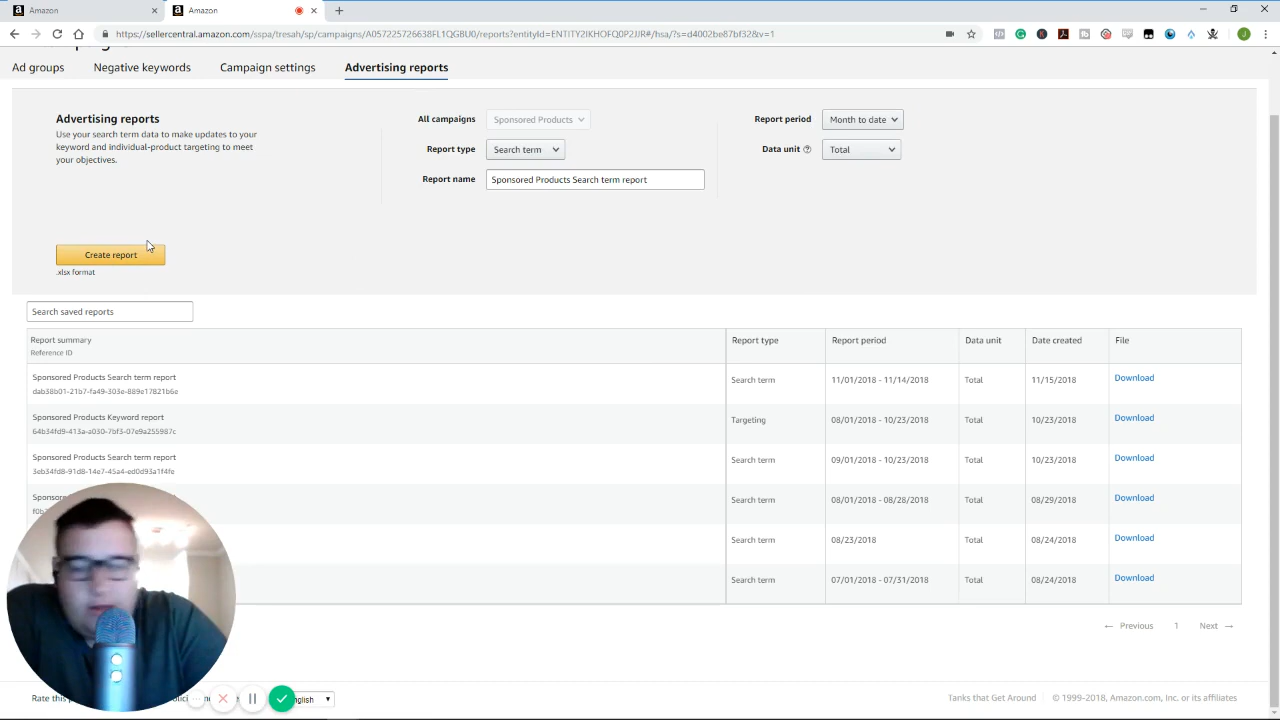 Amazon
Amazon
https://sellercentral.amazon.com/sspa/tresah/sp/campaigns/A057225726638FL1QGBU0/reports?entityId=ENTITY2IKHOFQ0P2JJR#/hsa/?s=d4002be87bf32&v=1
Ad groups Negative keywords Campaign settings Advertising reports
Advertising reports
Use your search term data to make updates to your
keyword and individual-product targeting to meet
your objectives.
All campaigns Sponsored Products
Report type Search term
Report name Sponsored Products Search term report
Report period Month to date
Data unit Total
Create report
.xlsx format
Search saved reports
Report summary Report type Report period Data unit Date created File
Reference ID
Sponsored Products Search term report Search term 11/01/2018 - 11/14/2018 Total 11/15/2018 Download
dab38b01-21b7-fa49-303e-889e17821b6e
Sponsored Products Keyword report Targeting 08/01/2018 - 10/23/2018 Total 10/23/2018 Download
64b34fd9-413a-a030-7bf3-07e9a255987c
Sponsored Products Search term report Search term 09/01/2018 - 10/23/2018 Total 10/23/2018 Download
3eb34fd8-91d8-14e7-45a4-ed0d93a1f4fe
Search term 08/01/2018 - 08/28/2018 Total 08/29/2018 Download
Search term 08/23/2018 Total 08/24/2018 Download
Search term 07/01/2018 - 07/31/2018 Total 08/24/2018 Download
← Previous 1 Next →
Rate this
Tanks that Get Around © 1999-2018, Amazon.com, Inc. or its affiliates